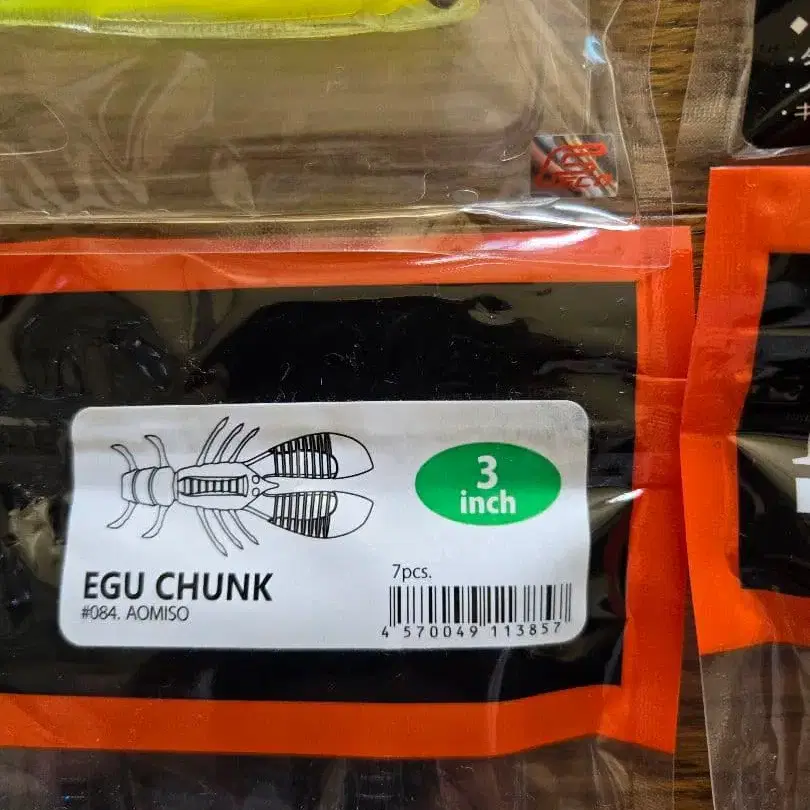 3
inch
7pcs.
EGU CHUNK
#084. AOMISO
4 570049 113857